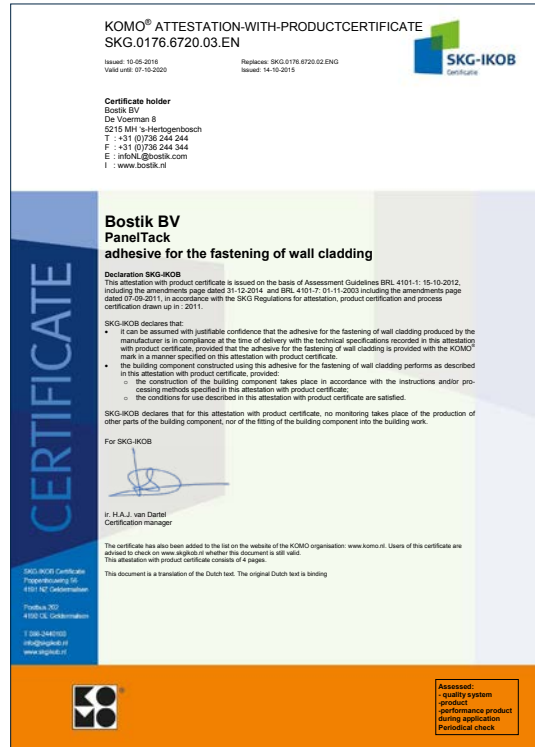 KOMO® ATTESTATION-WITH-PRODUCTCERTIFICATE
SKG.0176.6720.03.EN
Issued: 10-05-2016
Valid until: 07-10-2020
Replaces: SKG.0176.6720.02.ENG
Issued: 14-10-2015
SKG-IKOB
Certificatie
Certificate holder
Bostik BV
De Voerman 8
5215 MH 's-Hertogenbosch
T : +31 (0)736 244 244
F : +31 (0)736 244 344
E : infoNL@bostik.com
I : www.bostik.nl
CERTIFICATE
Bostik BV
PanelTack
adhesive for the fastening of wall cladding
Declaration SKG-IKOB
This attestation with product certificate is issued on the basis of Assessment Guidelines BRL 4101-1: 15-10-2012,
including the amendments page dated 31-12-2014 and BRL 4101-7: 01-11-2003 including the amendments page
dated 07-09-2011, in accordance with the SKG Regulations for attestation, product certification and process
certification drawn up in : 2011.
SKG-IKOB declares that:
• it can be assumed with justifiable confidence that the adhesive for the fastening of wall cladding produced by the
manufacturer is in compliance at the time of delivery with the technical specifications recorded in this attestation
with product certificate, provided that the adhesive for the fastening of wall cladding is provided with the KOMO®
mark in a manner specified on this attestation with product certificate.
• the building component constructed using this adhesive for the fastening of wall cladding performs as described
in this attestation with product certificate, provided:
o the construction of the building component takes place in accordance with the instructions and/or pro-
cessing methods specified in this attestation with product certificate;
o the conditions for use described in this attestation with product certificate are satisfied.
SKG-IKOB declares that for this attestation with product certificate, no monitoring takes place of the production of
other parts of the building component, nor of the fitting of the building component into the building work.
For SKG-IKOB
ir. H.A.J. van Dartel
Certification manager
The certificate has also been added to the list on the website of the KOMO organisation: www.komo.nl. Users of this certificate are
advised to check on www.skgikob.nl whether this document is still valid.
This attestation with product certificate consists of 4 pages.
This document is a translation of the Dutch text. The original Dutch text is binding
SKG-IKOB Certificatie
Poppenbouwing 56
4191 NZ Geldermalsen
Postbus 202
4190 CE Geldermalsen
T 088-2440100
info@skgikob.nl
www.skgikob.nl
KOMO®
Assessed:
- quality system
-product
-performance product
during application
Periodical check